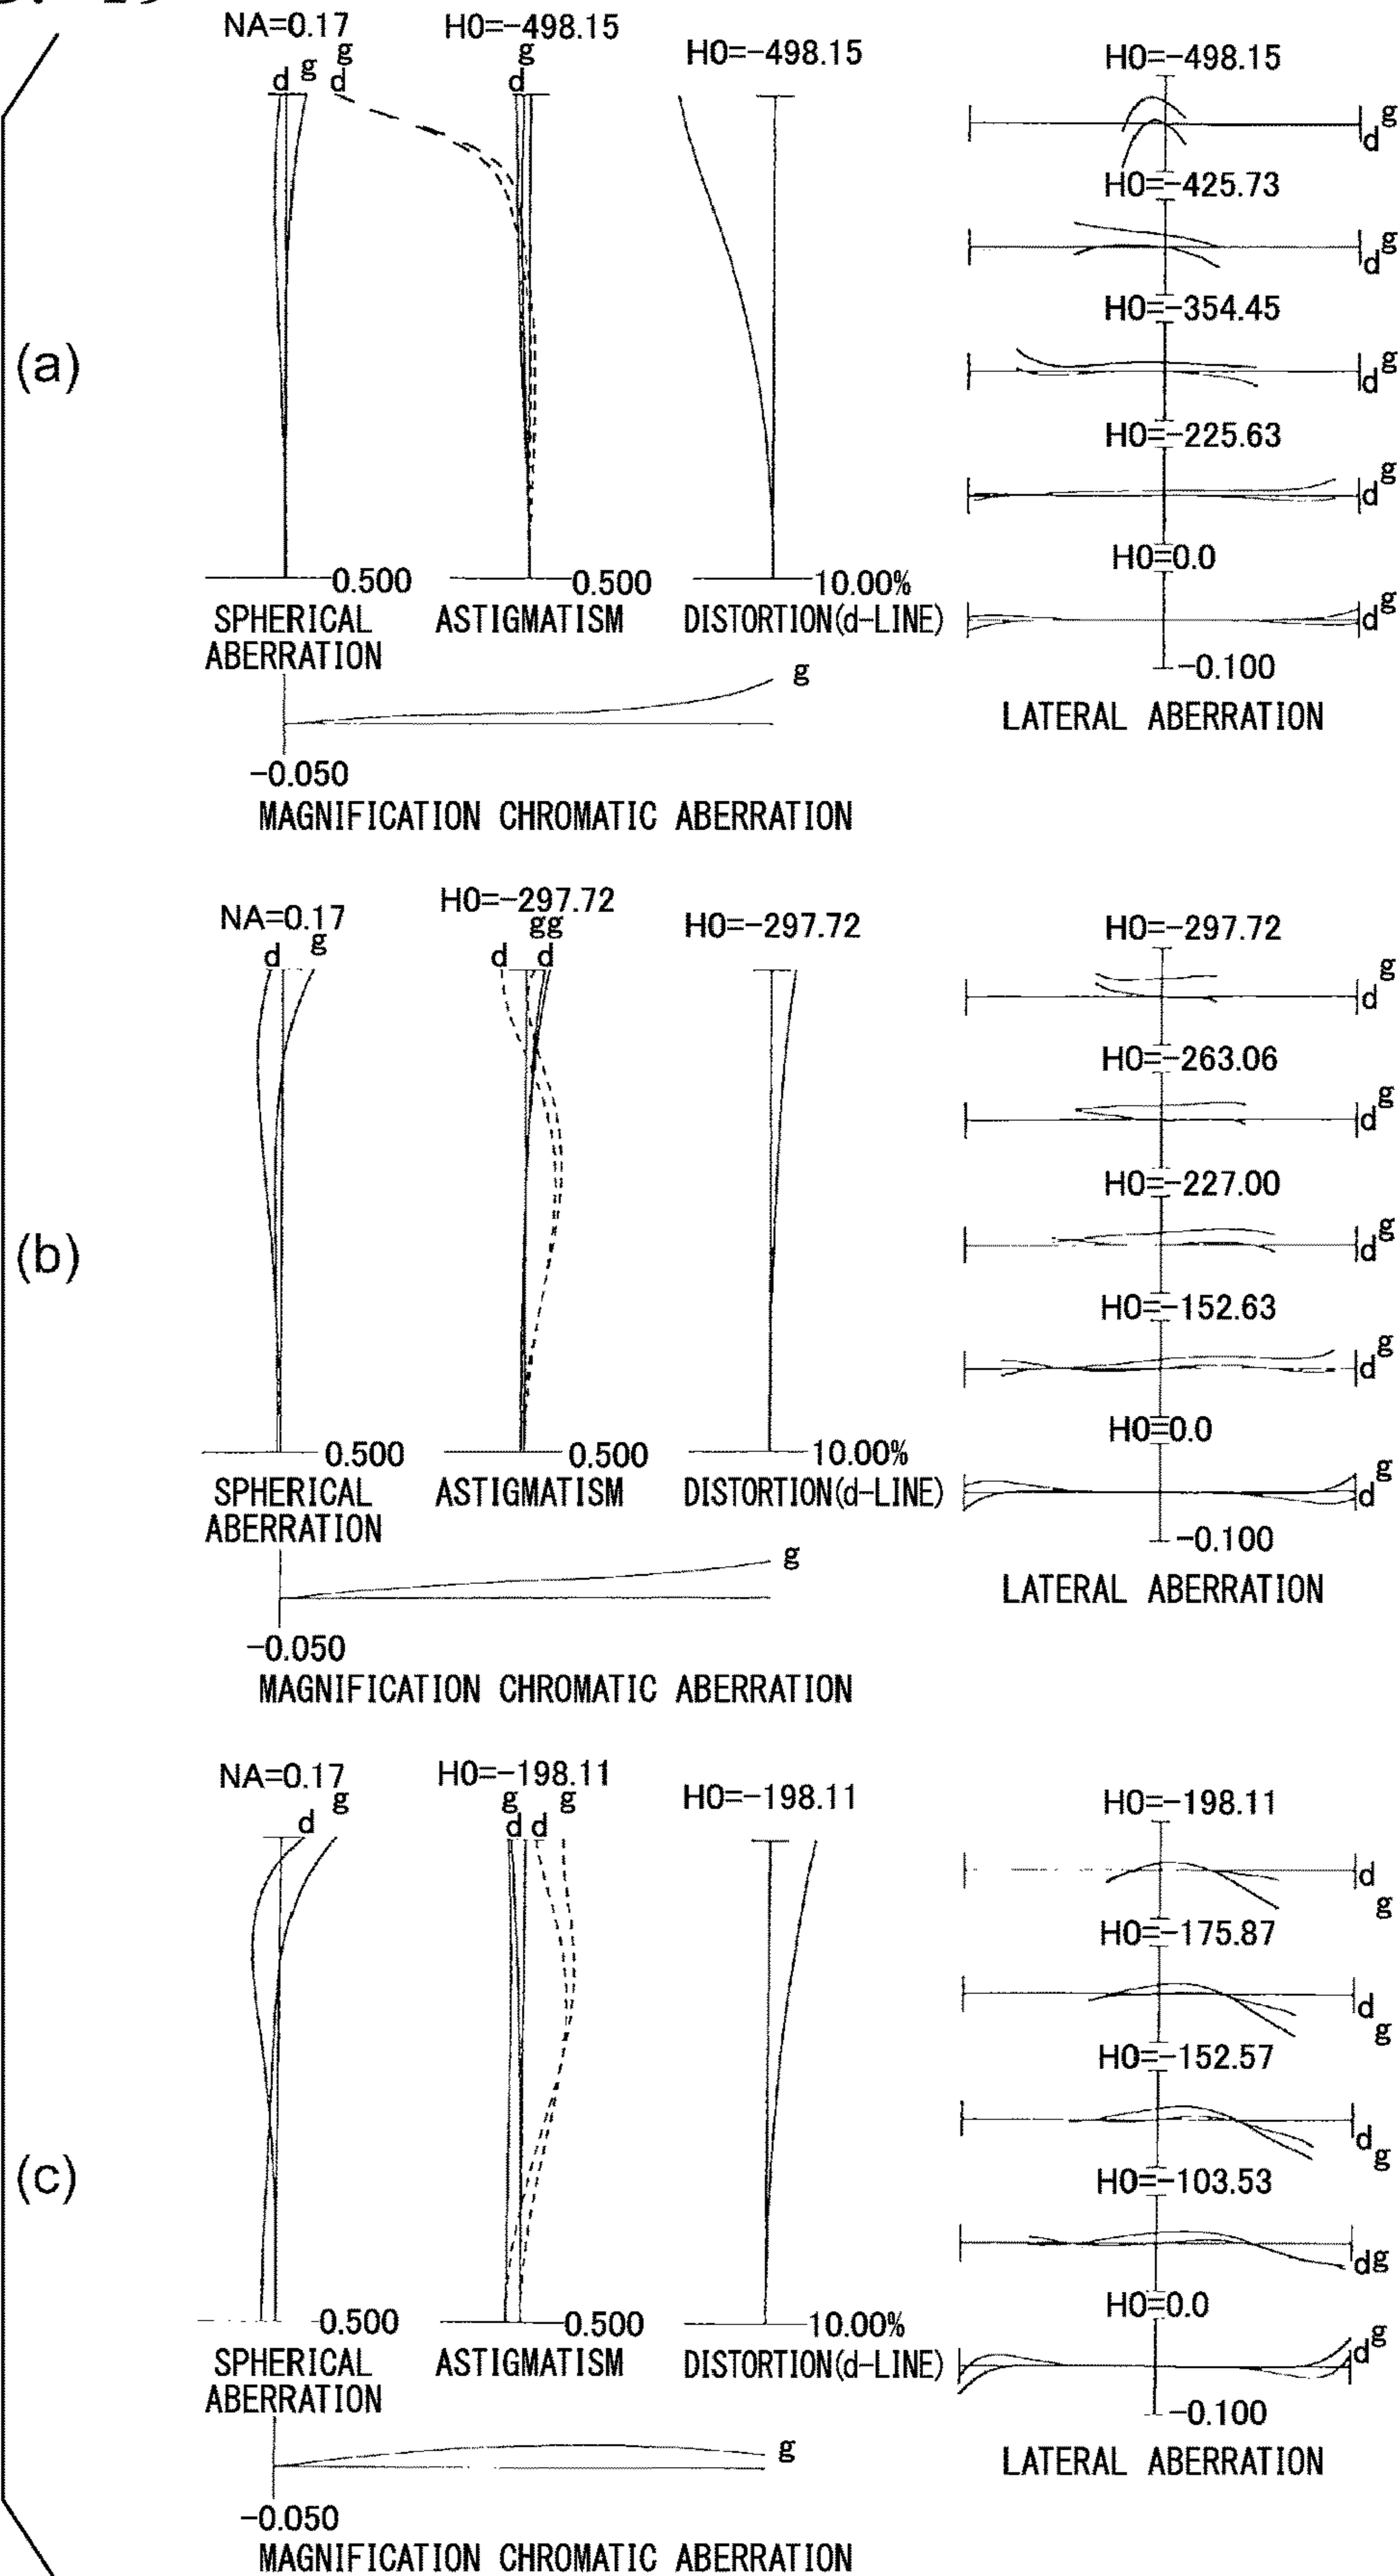 (a)
NA=0.17
d g
H0=-498.15
g
d
g
d
H0=-498.15
0.500
SPHERICAL
ABERRATION
0.500
ASTIGMATISM
10.00%
DISTORTION(d-LINE)
H0=-498.15
d g
H0=-425.73
d g
H0=-354.45
d g
H0=-225.63
d g
H0=0.0
d g
-0.100
LATERAL ABERRATION
g
-0.050
MAGNIFICATION CHROMATIC ABERRATION
(b)
NA=0.17
d g
H0=-297.72
gg
d d
H0=-297.72
0.500
SPHERICAL
ABERRATION
0.500
ASTIGMATISM
10.00%
DISTORTION(d-LINE)
H0=-297.72
d g
H0=-263.06
d g
H0=-227.00
d g
H0=-152.63
d g
H0=0.0
d g
-0.100
LATERAL ABERRATION
g
-0.050
MAGNIFICATION CHROMATIC ABERRATION
(c)
NA=0.17
d g
H0=-198.11
g g
d d
H0=-198.11
0.500
SPHERICAL
ABERRATION
0.500
ASTIGMATISM
10.00%
DISTORTION(d-LINE)
H0=-198.11
d
g
H0=-175.87
d
g
H0=-152.57
d
g
H0=-103.53
dg
H0=0.0
d g
-0.100
LATERAL ABERRATION
g
-0.050
MAGNIFICATION CHROMATIC ABERRATION